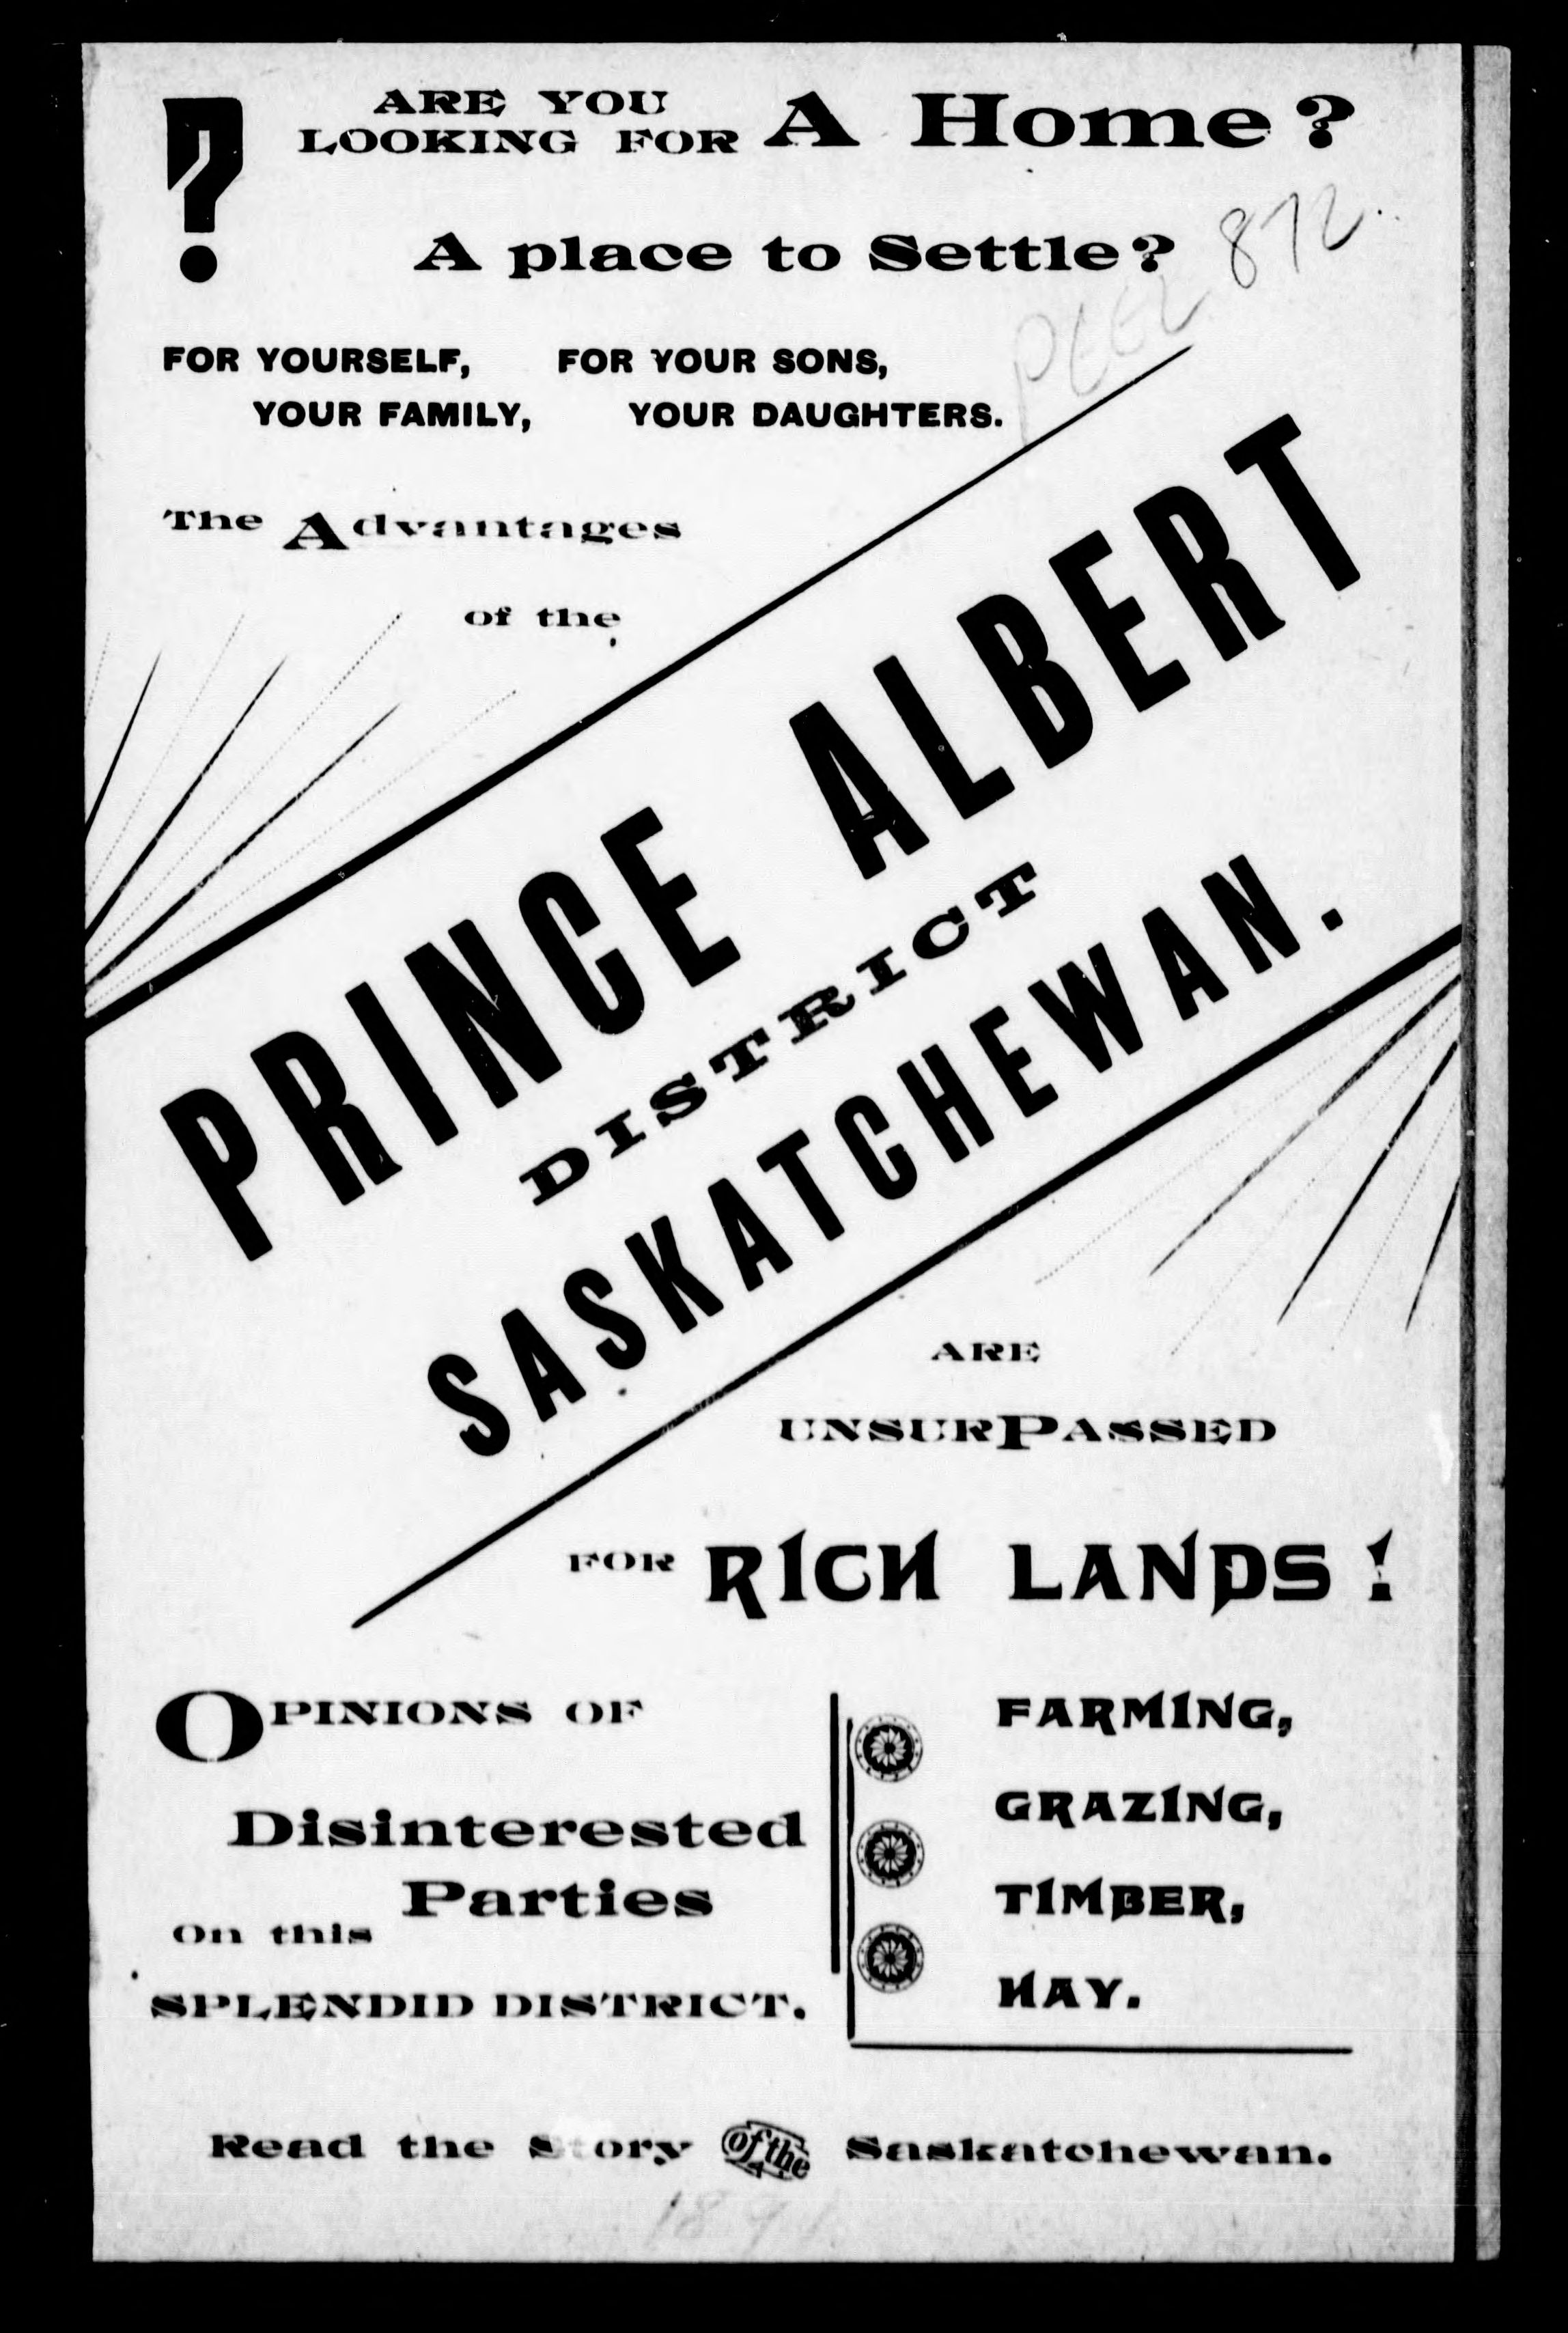 ?
ARE YOU
LOOKING FOR A Home?
A place to Settle?
PEEL 872.
FOR YOURSELF, FOR YOUR SONS,
YOUR FAMILY, YOUR DAUGHTERS.
The Advantages
of the
PRINCE ALBERT
DISTRICT
SASKATCHEWAN.
ARE
UNSURPASSED
FOR RICH LANDS!
OPINIONS OF
Disinterested
Parties
On this
SPLENDID DISTRICT.
FARMING,
GRAZING,
TIMBER,
HAY.
Read the Story of the Saskatchewan.